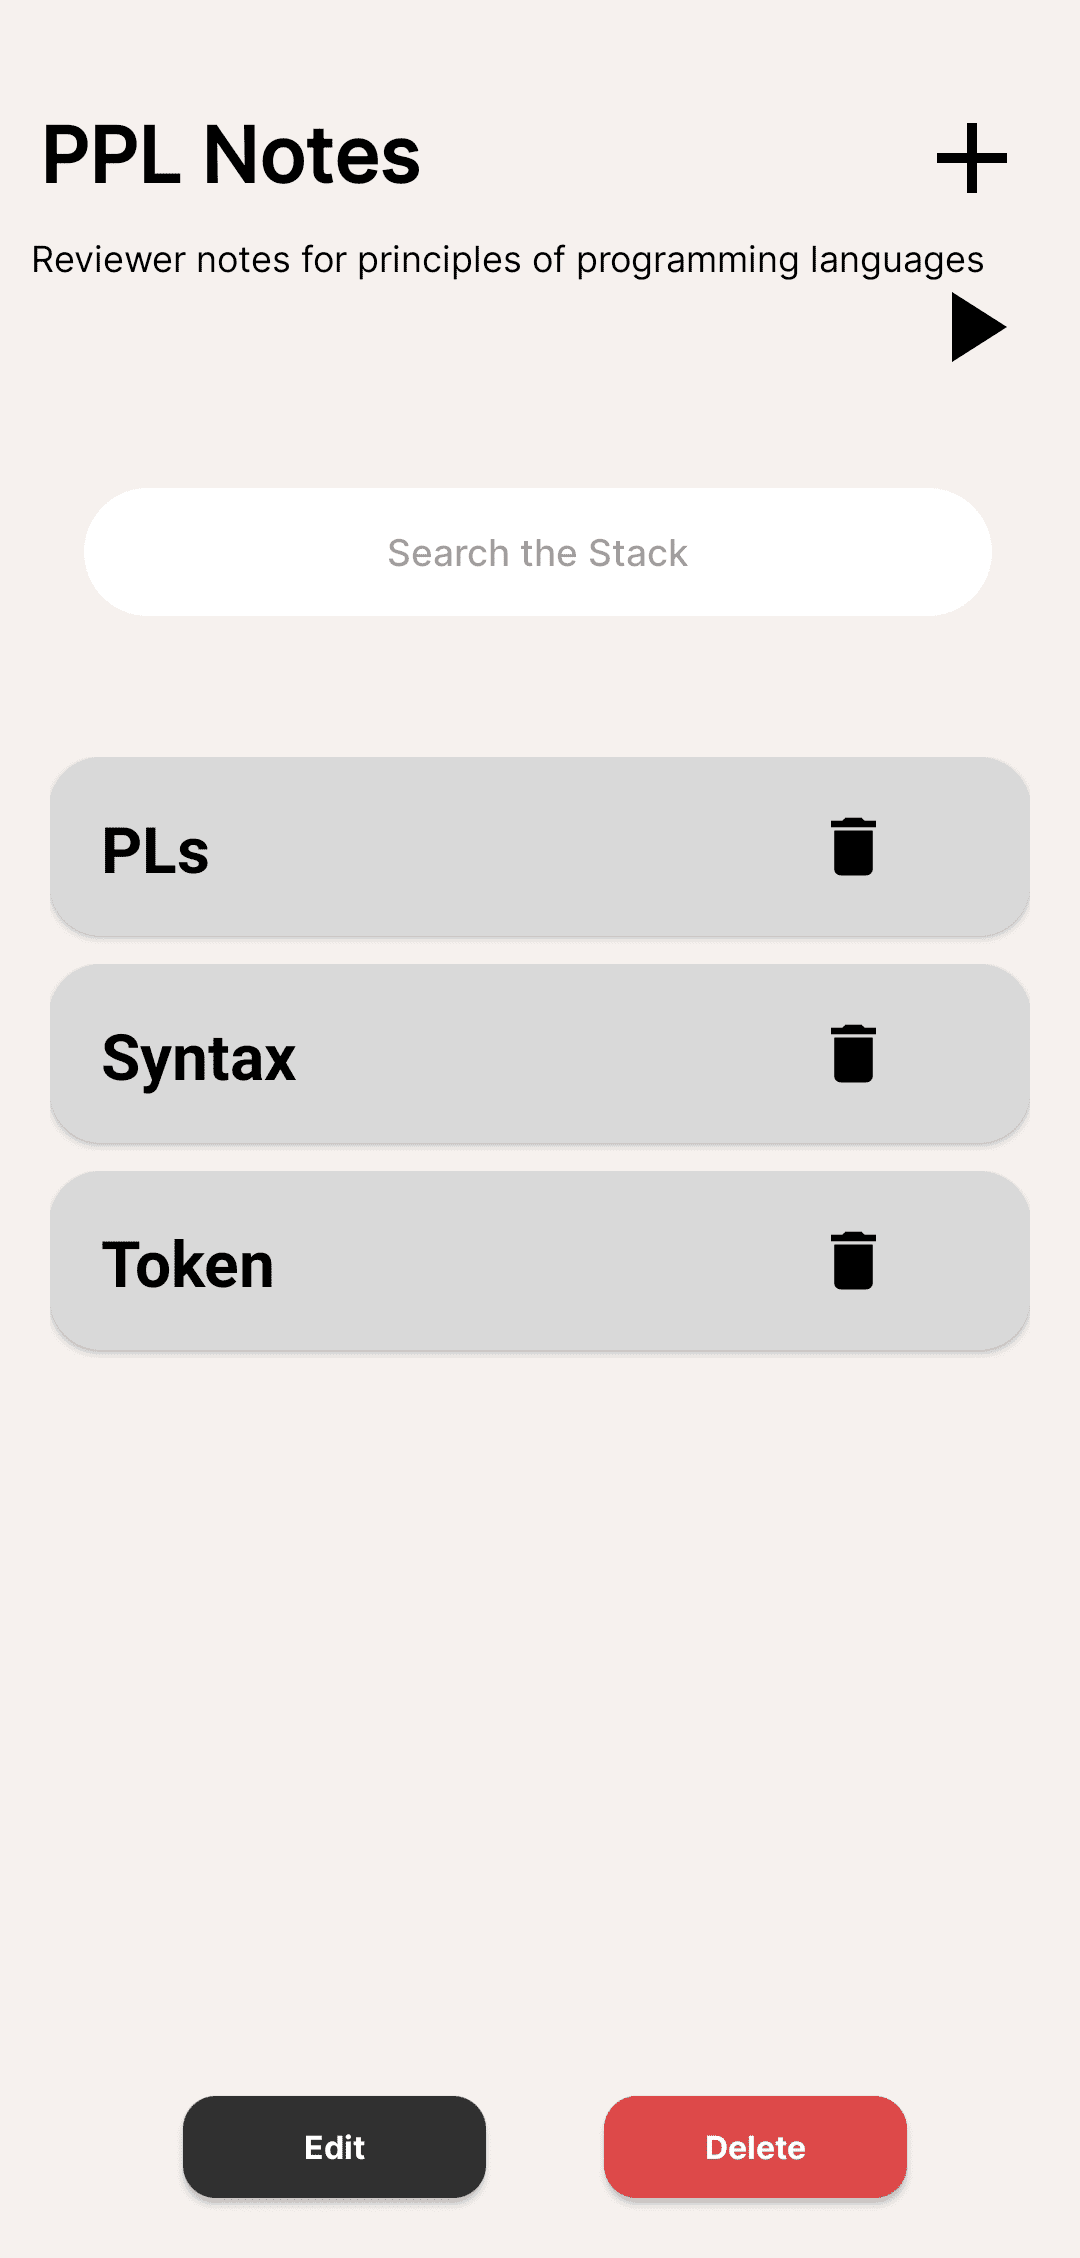 PPL Notes
Reviewer notes for principles of programming languages
Search the Stack
PLs
Syntax
Token
Edit
Delete